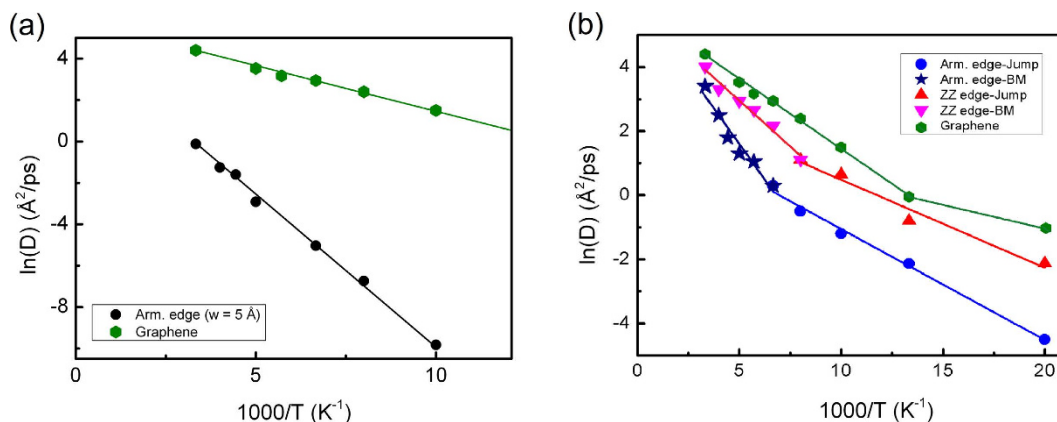 (a)
ln(D) (Å²/ps)
4
0
-4
-8
Arm. edge (w = 5 Å)
Graphene
0
5
10
1000/T (K⁻¹)
(b)
ln(D) (Å²/ps)
4
2
0
-2
-4
Arm. edge-Jump
Arm. edge-BM
ZZ edge-Jump
ZZ edge-BM
Graphene
0
5
10
15
20
1000/T (K⁻¹)